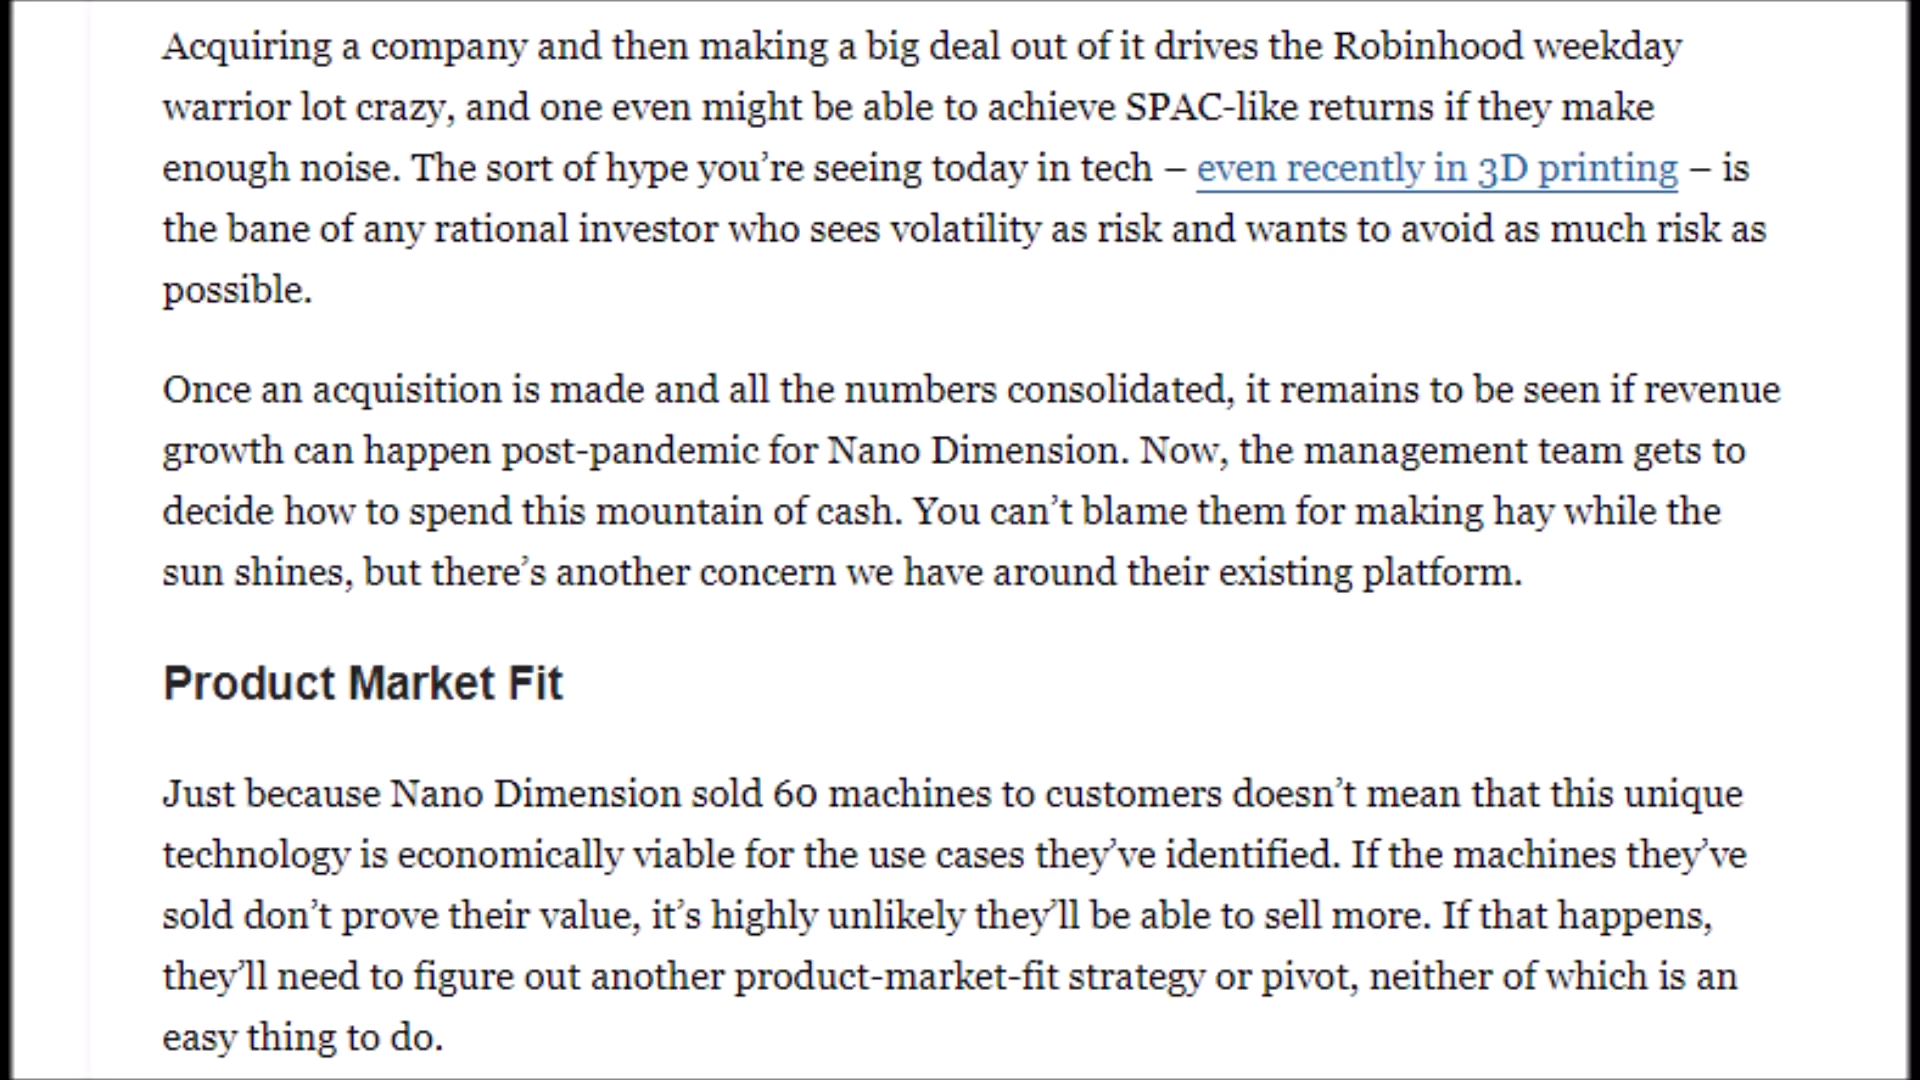 Acquiring a company and then making a big deal out of it drives the Robinhood weekday
warrior lot crazy, and one even might be able to achieve SPAC-like returns if they make
enough noise. The sort of hype you’re seeing today in tech – even recently in 3D printing – is
the bane of any rational investor who sees volatility as risk and wants to avoid as much risk as
possible.
Once an acquisition is made and all the numbers consolidated, it remains to be seen if revenue
growth can happen post-pandemic for Nano Dimension. Now, the management team gets to
decide how to spend this mountain of cash. You can’t blame them for making hay while the
sun shines, but there’s another concern we have around their existing platform.
Product Market Fit
Just because Nano Dimension sold 60 machines to customers doesn’t mean that this unique
technology is economically viable for the use cases they’ve identified. If the machines they’ve
sold don’t prove their value, it’s highly unlikely they’ll be able to sell more. If that happens,
they’ll need to figure out another product-market-fit strategy or pivot, neither of which is an
easy thing to do.